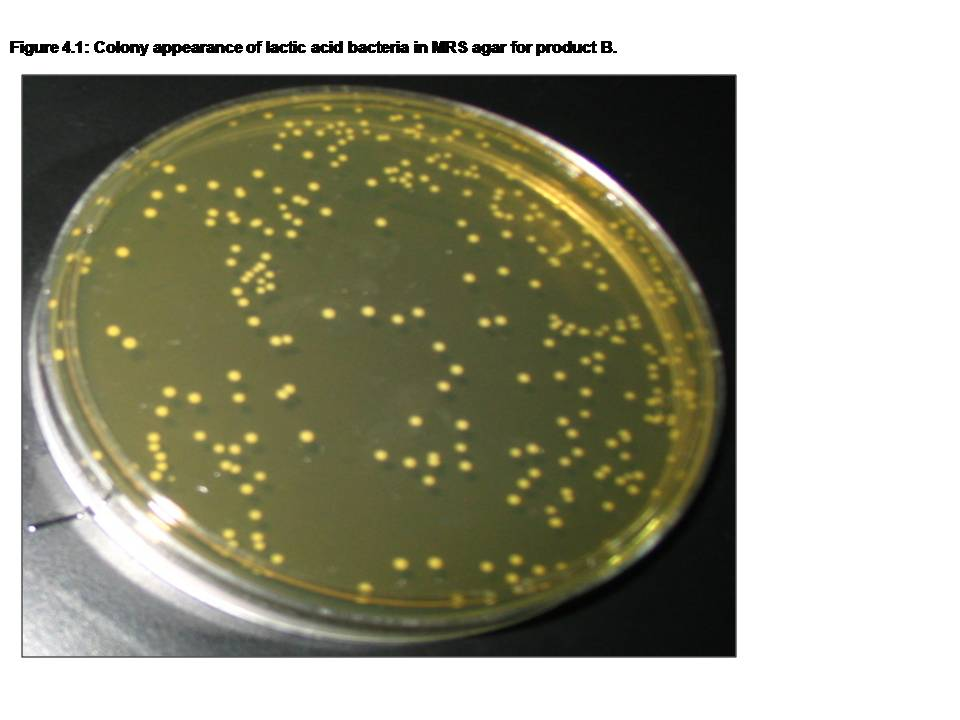 Figure 4.1: Colony appearance of lactic acid bacteria in MRS agar for product B.